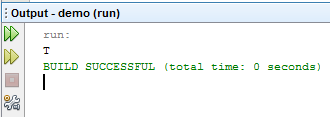 Output - demo (run)
run:
T
BUILD SUCCESSFUL (total time: 0 seconds)